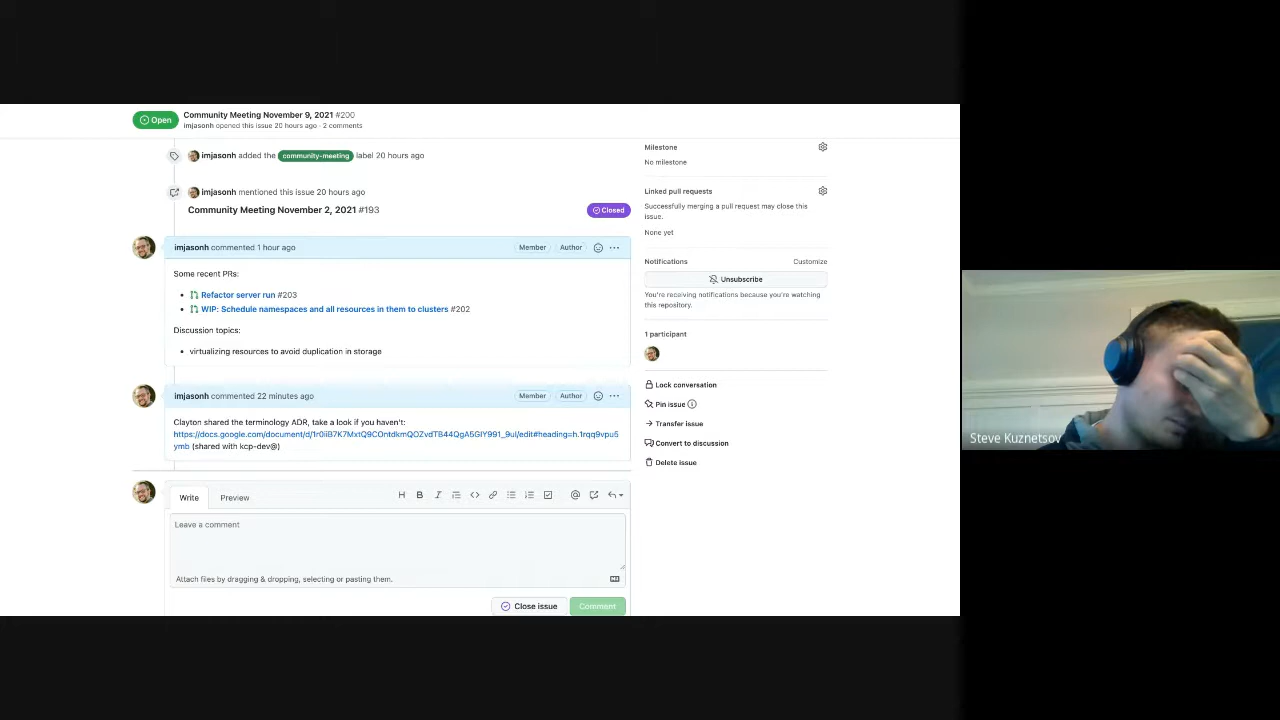 Open
Community Meeting November 9, 2021 #200
imjasonh opened this issue 20 hours ago · 2 comments
imjasonh added the community-meeting label 20 hours ago
imjasonh mentioned this issue 20 hours ago
Community Meeting November 2, 2021 #193
Closed
imjasonh commented 1 hour ago
Member
Author
Some recent PRs:
Refactor server run #203
WIP: Schedule namespaces and all resources in them to clusters #202
Discussion topics:
virtualizing resources to avoid duplication in storage
imjasonh commented 22 minutes ago
Member
Author
Clayton shared the terminology ADR, take a look if you haven't:
ymb (shared with kcp-dev@)
Write
Preview
Leave a comment
Attach files by dragging & dropping, selecting or pasting them.
Close issue
Comment
Milestone
No milestone
Linked pull requests
Successfully merging a pull request may close this
issue.
None yet
Notifications
Customize
Unsubscribe
You're receiving notifications because you're watching
this repository.
1 participant
Lock conversation
Pin issue
Transfer issue
Convert to discussion
Delete issue
Steve Kuznetsov